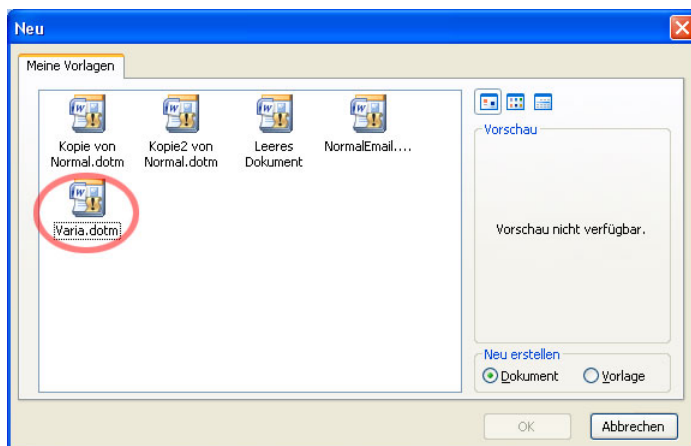 Neu
Meine Vorlagen
Kopie von
Normal.dotm
Kopie2 von
Normal.dotm
Leeres
Dokument
NormalEmail....
Varia.dotm
Vorschau
Vorschau nicht verfügbar.
Neu erstellen
Dokument
Vorlage
OK
Abbrechen